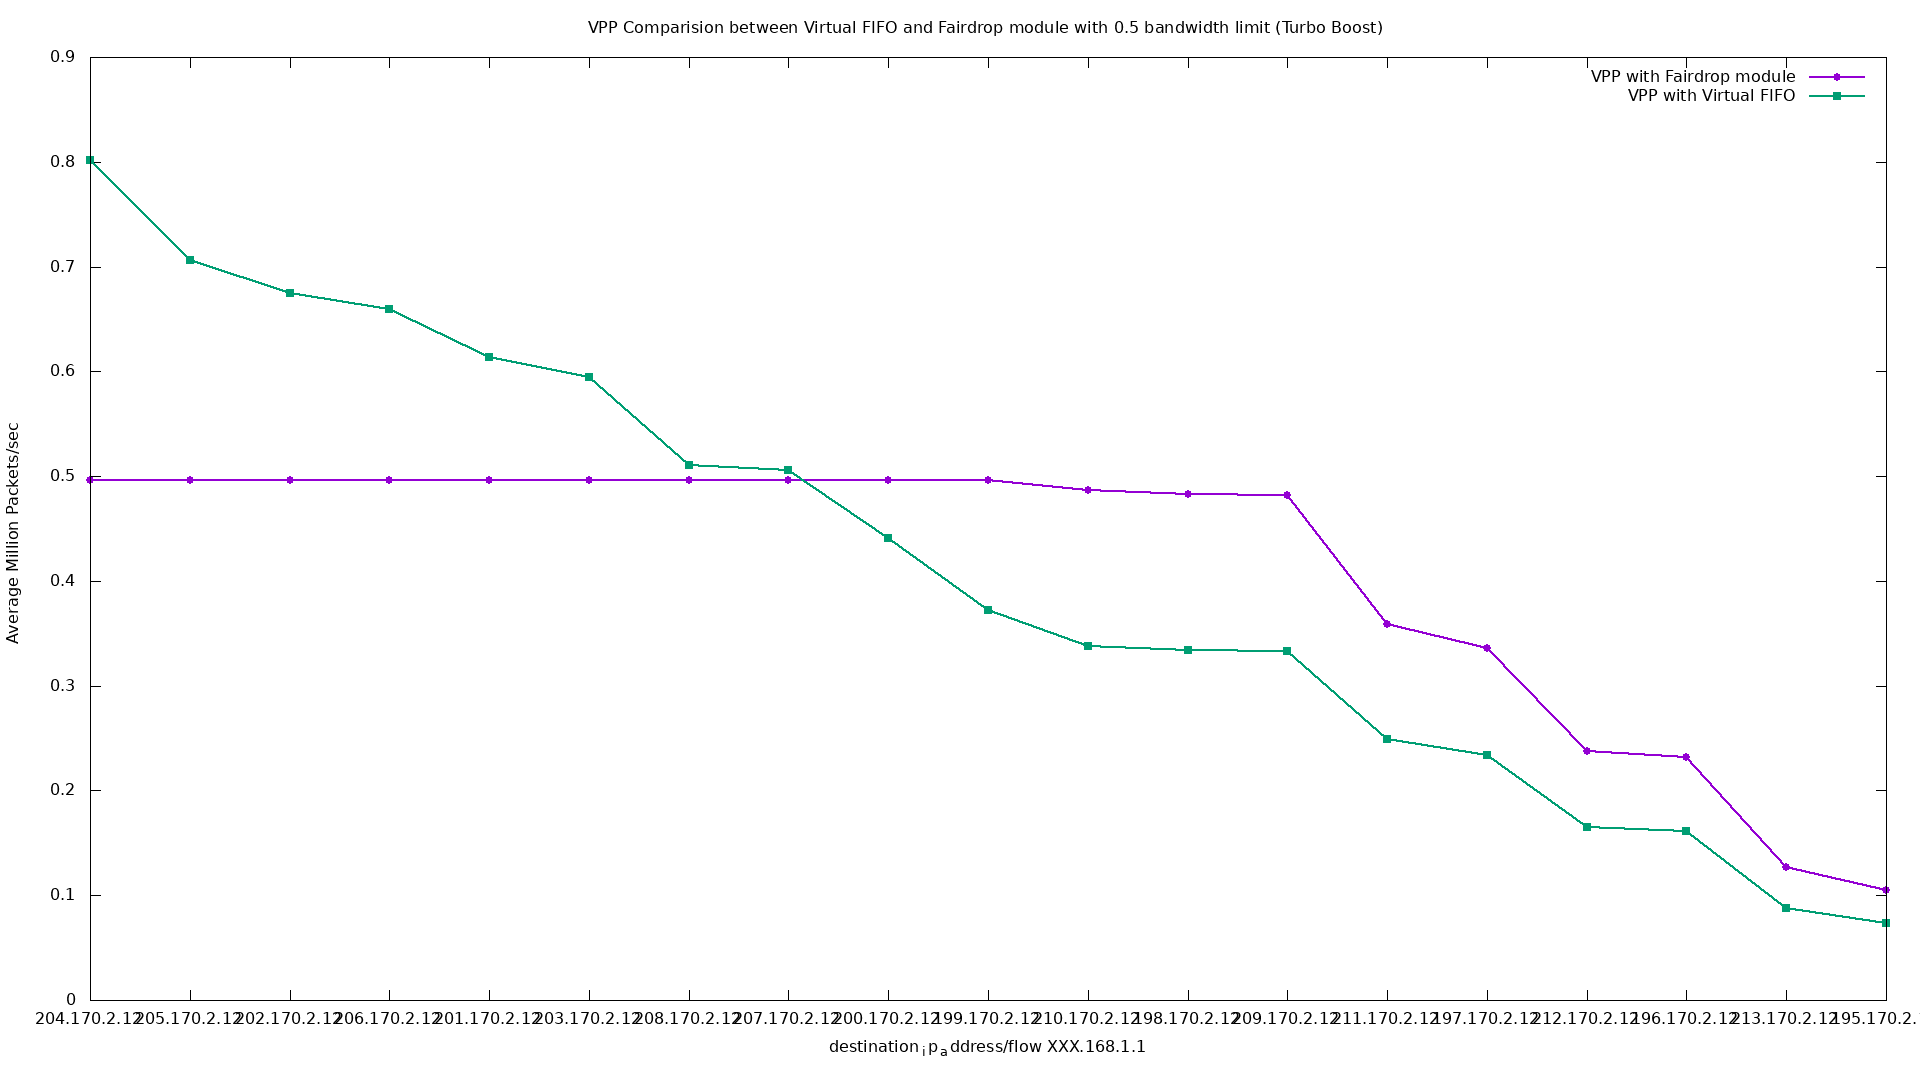 VPP Comparision between Virtual FIFO and Fairdrop module with 0.5 bandwidth limit (Turbo Boost)
VPP with Fairdrop module
VPP with Virtual FIFO
Average Million Packets/sec
0.9
0.8
0.7
0.6
0.5
0.4
0.3
0.2
0.1
0
204.170.2.12 205.170.2.12 202.170.2.12 206.170.2.12 201.170.2.12 203.170.2.12 208.170.2.12 207.170.2.12 200.170.2.12 199.170.2.12 210.170.2.12 198.170.2.12 209.170.2.12 211.170.2.12 197.170.2.12 212.170.2.12 196.170.2.12 213.170.2.12 195.170.2.
destinationipaddress/flow XXX.168.1.1